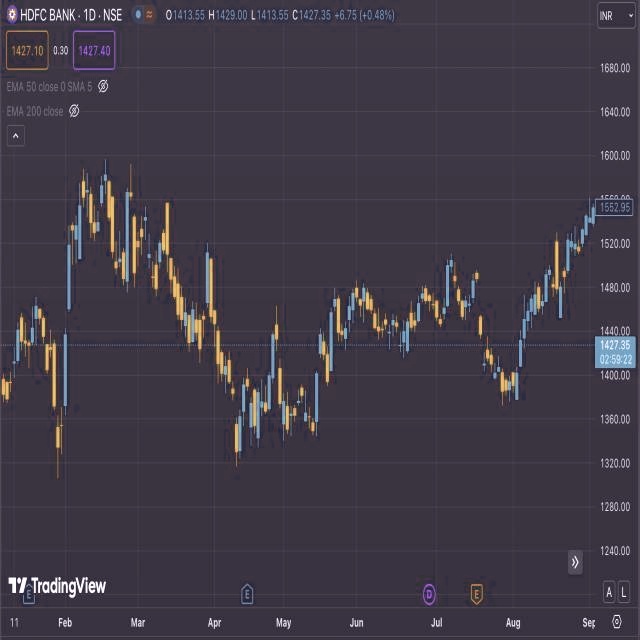 HDFC BANK · 1D · NSE O1413.55 H1429.00 L1413.55 C1427.35 +6.75 (+0.48%) INR
1427.10 0.30 1427.40
EMA 50 close 0 SMA 5
EMA 200 close
1680.00
1640.00
1600.00
1560.00
1552.95
1520.00
1480.00
1440.00
1427.35
02:59:22
1400.00
1360.00
1320.00
1280.00
1240.00
TradingView
E E D E A L
11 Feb Mar Apr May Jun Jul Aug Sep